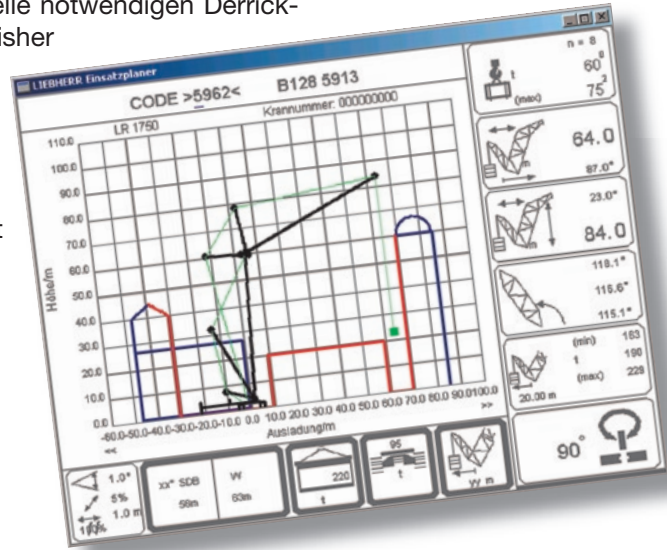 elle notwendigen Derrick-
isher
t
LIEBHERR Einsatzplaner
CODE >5962< B128 5913
LR 1750 Krannummer: 000000000
110.0
100.0
90.0
80.0
70.0
60.0
50.0
40.0
30.0
20.0
10.0
0.0
Höhe/m
-60.0-50.0-40.0-30.0-20.0-10.0 0.0 10.0 20.0 30.0 40.0 50.0 60.0 70.0 80.0 90.0100.0
<< Ausladung/m >>
n = 8
t 60
(max) 75
64.0
m 87.0°
23.0°
m 84.0
118.1°
115.1°
(min) 163
t 190
(max) 229
20.00 m
90°
1.0°
5%
1.0 m
xx° SDB W
56m 63m
220
t
95
t